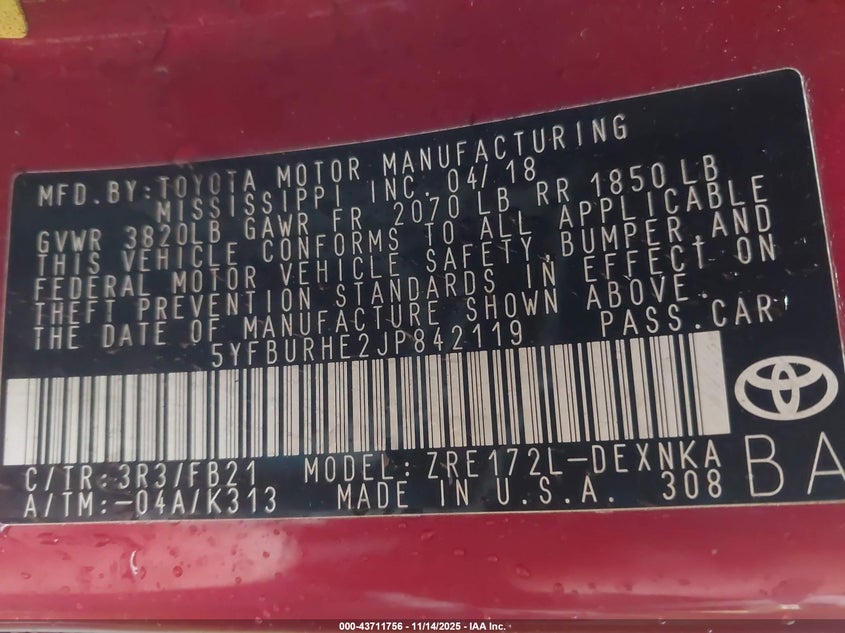 MFD.BY:TOYOTA MOTOR MANUFACTURING
MISSISSIPPI INC. 04/18
GVWR 3820LB GAWR FR 2070 LB RR 1850 LB
THIS VEHICLE CONFORMS TO ALL APPLICABLE
FEDERAL MOTOR VEHICLE SAFETY,BUMPER,AND
THEFT PREVENTION STANDARDS IN EFFECT ON
THE DATE OF MANUFACTURE SHOWN ABOVE.
5YFBURHE2JP842119 PASS.CAR
C/TR:3R3/FB21 MODEL: ZRE172L-DEXNKA
A/TM:-04A/K313 MADE IN U.S.A. 308
BA
000-43711756 - 11/14/2025 - IAA Inc.